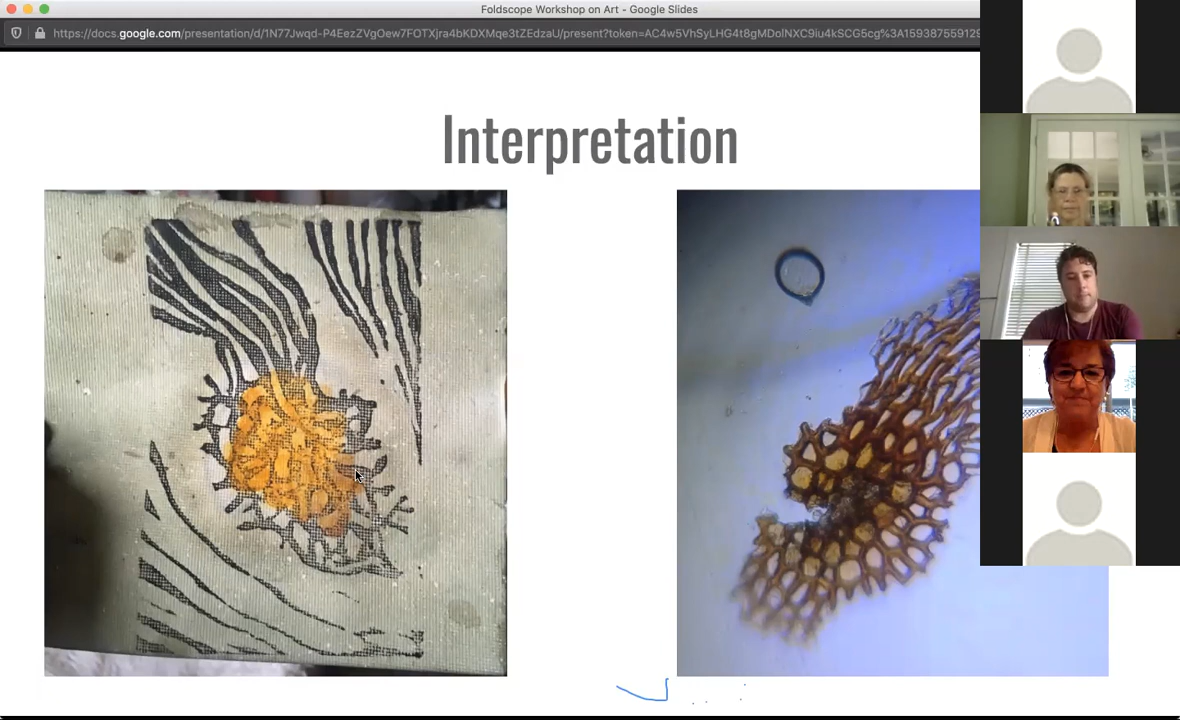 Foldscope Workshop on Art - Google Slides
https://docs.google.com/presentation/d/1N77Jwqd-P4EezZVgOew7FOTXjra4bKDXMqe3tZEdzaU/present?token=AC4w5VhSyLHG4t8gMDolNXC9iu4kSCG5cg%3A159387559129
Interpretation